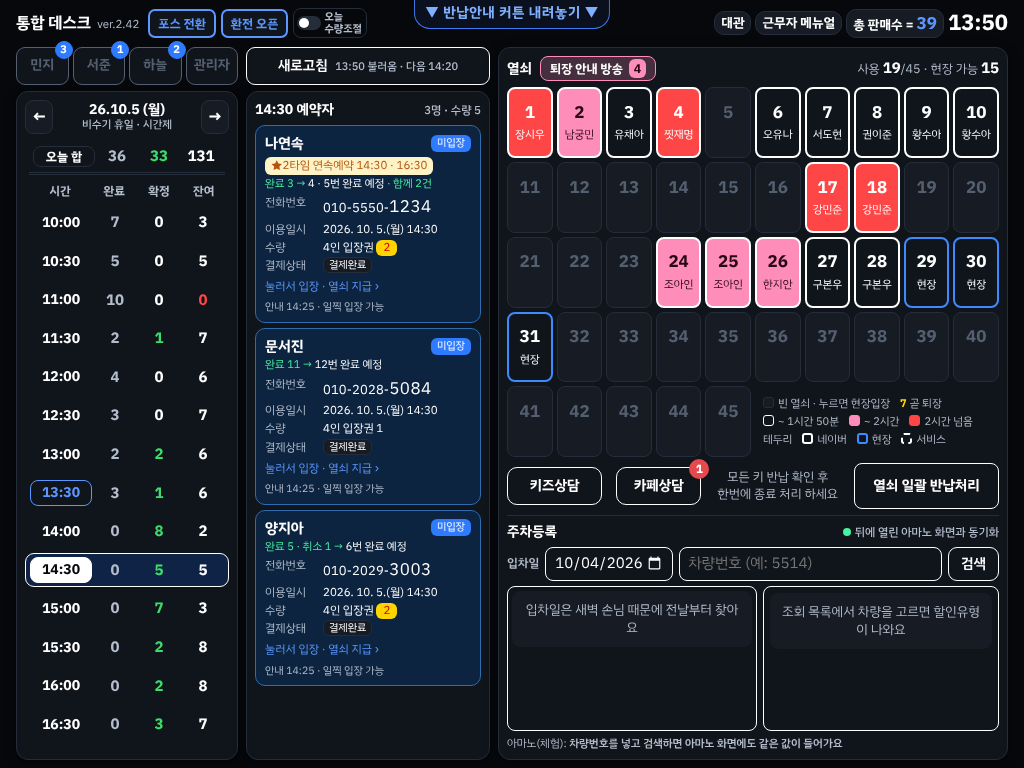 통합 데스크 ver.2.42 포스 전환 환전 오픈 오늘 수량조절 ▼ 반납안내 커튼 내려놓기 ▼ 대관 근무자 메뉴얼 총 판매수 = 39 13:50
민지 3 서준 1 하늘 2 관리자
← 26.10.5 (월) →
비수기 휴일 · 시간제
오늘 합 36 33 131
시간 완료 확정 잔여
10:00 7 0 3
10:30 5 0 5
11:00 10 0 0
11:30 2 1 7
12:00 4 0 6
12:30 3 0 7
13:00 2 2 6
13:30 3 1 6
14:00 0 8 2
14:30 0 5 5
15:00 0 7 3
15:30 0 2 8
16:00 0 2 8
16:30 0 3 7
새로고침 13:50 불러옴 · 다음 14:20
14:30 예약자 3명 · 수량 5
나연속 미입장
★2타임 연속예약 14:30 · 16:30
완료 3 → 4 · 5번 완료 예정 · 함께 2건
전화번호 010-5550-1234
이용일시 2026. 10. 5.(월) 14:30
수량 4인 입장권 2
결제상태 결제완료
눌러서 입장 · 열쇠 지급 ›
안내 14:25 · 일찍 입장 가능
문서진 미입장
완료 11 → 12번 완료 예정
전화번호 010-2028-5084
이용일시 2026. 10. 5.(월) 14:30
수량 4인 입장권 1
결제상태 결제완료
눌러서 입장 · 열쇠 지급 ›
안내 14:25 · 일찍 입장 가능
양지아 미입장
완료 5 · 취소 1 → 6번 완료 예정
전화번호 010-2029-3003
이용일시 2026. 10. 5.(월) 14:30
수량 4인 입장권 2
결제상태 결제완료
눌러서 입장 · 열쇠 지급 ›
안내 14:25 · 일찍 입장 가능
열쇠 퇴장 안내 방송 4 사용 19/45 · 현장 가능 15
1 2 3 4 5 6 7 8 9 10
장시우 남궁민 유채아 찟재명 오유나 서도현 권이준 황수아 황수아
11 12 13 14 15 16 17 18 19 20
강민준 강민준
21 22 23 24 25 26 27 28 29 30
조아인 조아인 한지안 구본우 구본우 현장 현장
31 32 33 34 35 36 37 38 39 40
현장
41 42 43 44 45
빈 열쇠 · 누르면 현장입장 7 곧 퇴장
~ 1시간 50분 ~ 2시간 2시간 넘음
테두리 네이버 현장 서비스
키즈상담 카페상담 1 모든 키 반납 확인 후 한번에 종료 처리 하세요 열쇠 일괄 반납처리
주차등록 뒤에 열린 아마노 화면과 동기화
입차일 10/04/2026 차량번호 (예: 5514) 검색
입차일은 새벽 손님 때문에 전날부터 찾아
요
조회 목록에서 차량을 고르면 할인유형
이 나와요
아마노(체험): 차량번호를 넣고 검색하면 아마노 화면에도 같은 값이 들어가요